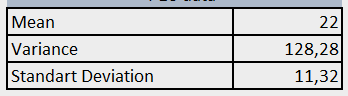 Mean 22
Variance 128,28
Standart Deviation 11,32